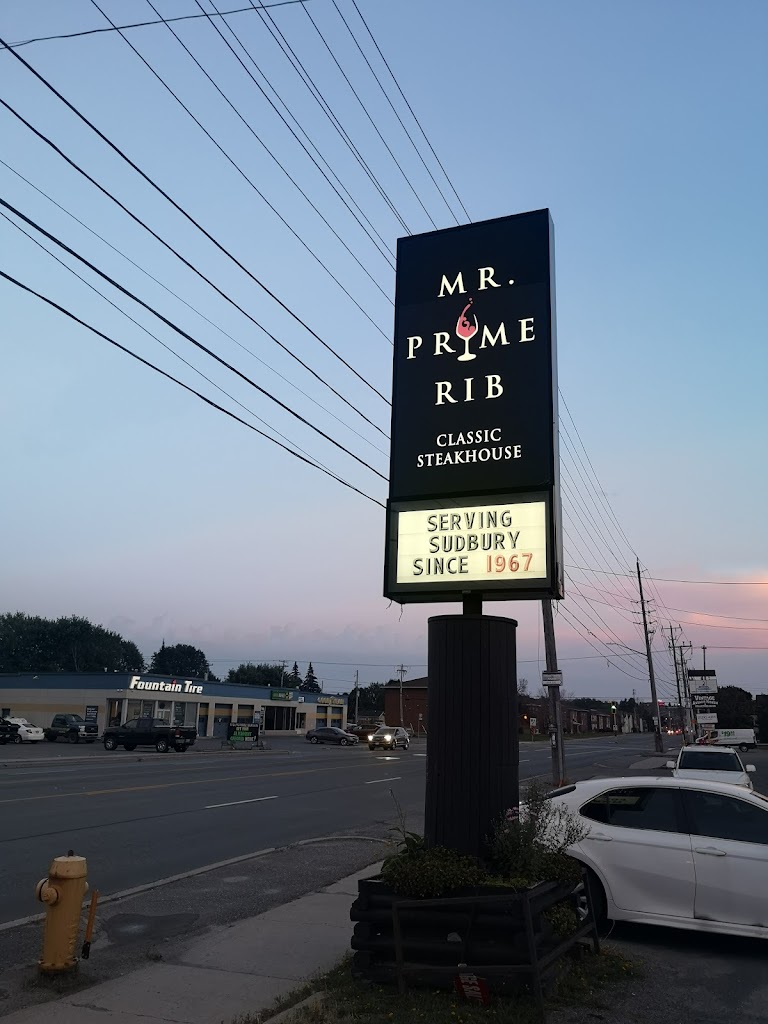 MR.
PRIME
RIB
CLASSIC
STEAKHOUSE
SERVING
SUDBURY
SINCE 1967
Fountain Tire